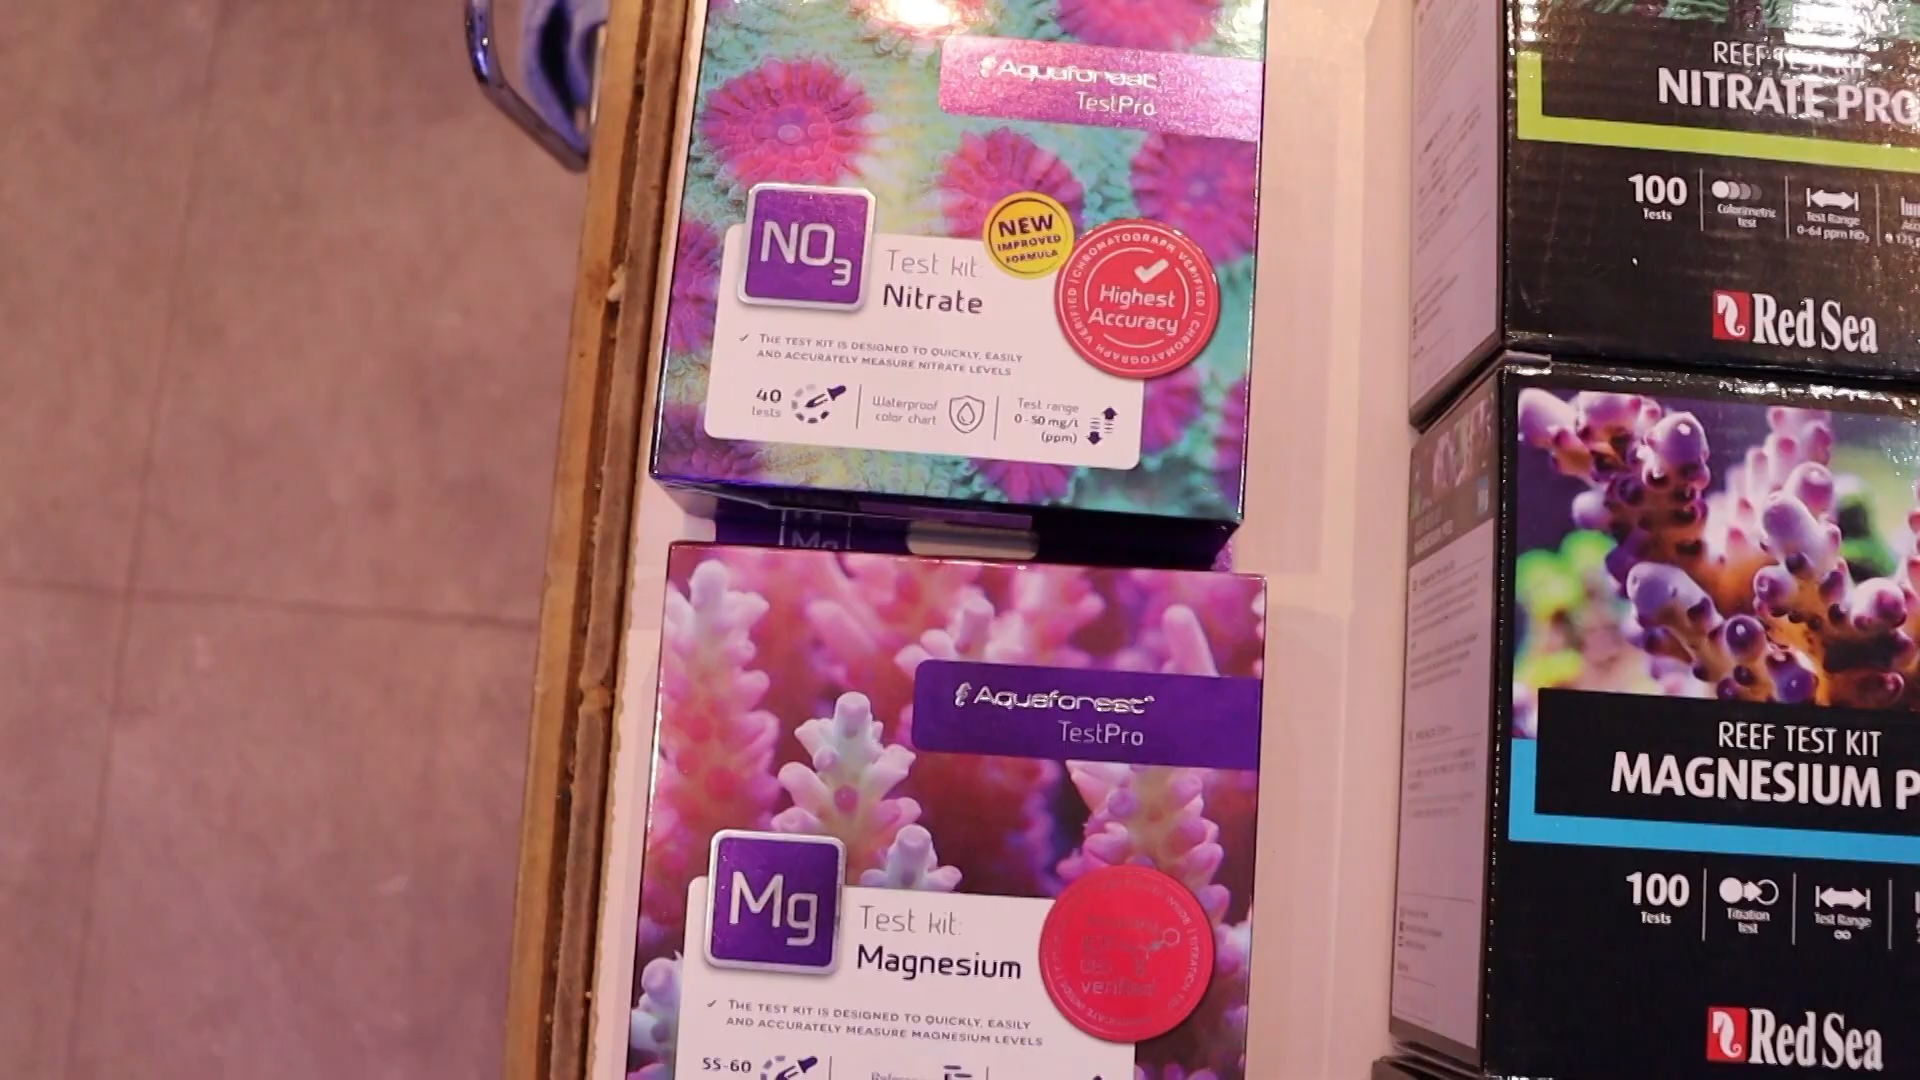 Aquaforest
TestPro
NO3
Test kit:
Nitrate
NEW
IMPROVED
FORMULA
CHROMATOGRAPH VERIFIED | CHROMATOGRAPH VERIFIED |
Highest
Accuracy
✓ THE TEST KIT IS DESIGNED TO QUICKLY, EASILY
AND ACCURATELY MEASURE NITRATE LEVELS
40
tests
Waterproof
color chart
Test range
0-50 mg/l
(ppm)
Mg
Aquaforest
TestPro
Mg
Test kit:
Magnesium
verified
✓ THE TEST KIT IS DESIGNED TO QUICKLY, EASILY
AND ACCURATELY MEASURE MAGNESIUM LEVELS
55-60
REEF TEST KIT
NITRATE PRO
100
Tests
Colorimetric
test
Test Range
0-64 ppm NO3
Red Sea
REEF TEST KIT
MAGNESIUM P
100
Tests
Titration
test
Test Range
∞
Red Sea